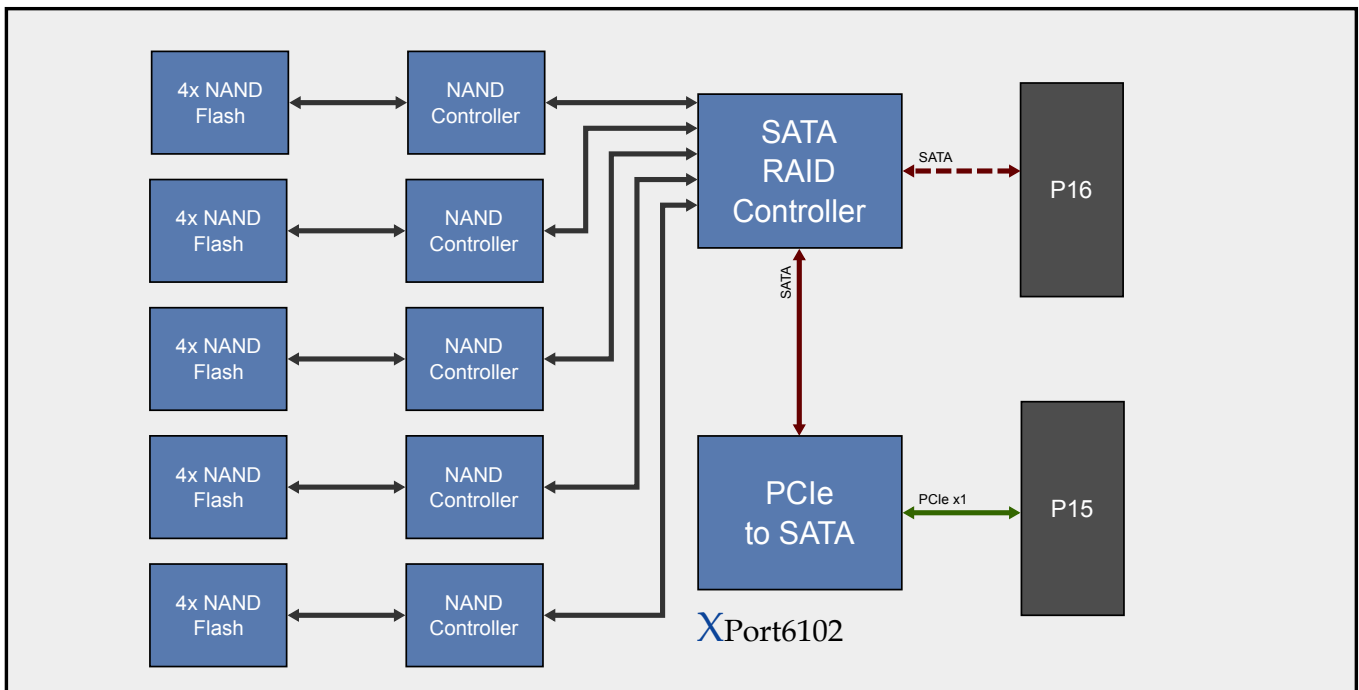 4x NAND
Flash
NAND
Controller
SATA
RAID
Controller
SATA
P16
4x NAND
Flash
NAND
Controller
SATA
4x NAND
Flash
NAND
Controller
4x NAND
Flash
NAND
Controller
PCIe
to SATA
PCIe x1
P15
4x NAND
Flash
NAND
Controller
XPort6102